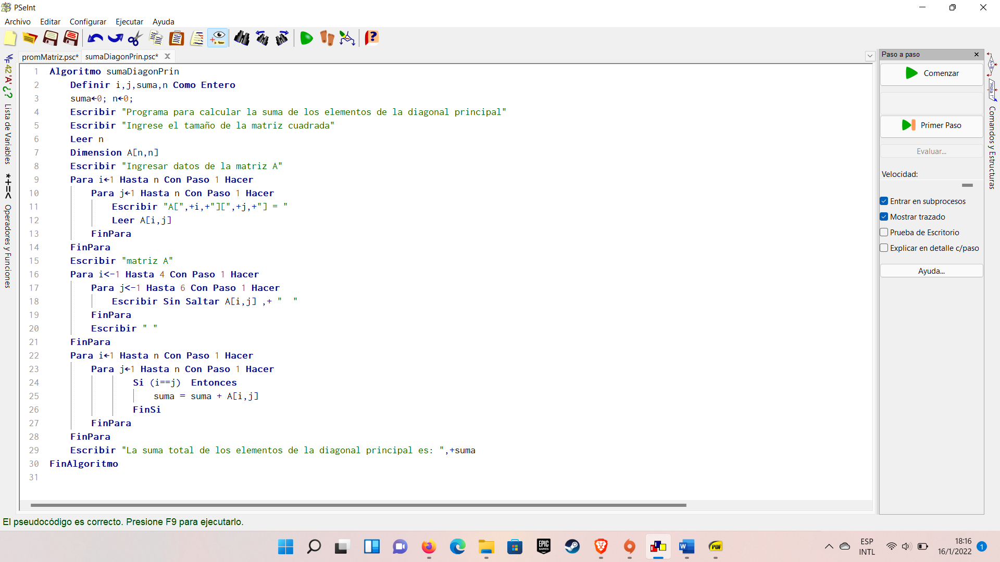 PSeInt
Archivo Editar Configurar Ejecutar Ayuda
promMatriz.psc* sumaDiagonPrin.psc*
1 Algoritmo sumaDiagonPrin
2 Definir i,j,suma,n Como Entero
3 suma←0; n←0;
4 Escribir "Programa para calcular la suma de los elementos de la diagonal principal"
5 Escribir "Ingrese el tamaño de la matriz cuadrada"
6 Leer n
7 Dimension A[n,n]
8 Escribir "Ingresar datos de la matriz A"
9 Para i←1 Hasta n Con Paso 1 Hacer
10 Para j←1 Hasta n Con Paso 1 Hacer
11 Escribir "A[",+i,+"][",+j,+"] = "
12 Leer A[i,j]
13 FinPara
14 FinPara
15 Escribir "matriz A"
16 Para i<-1 Hasta 4 Con Paso 1 Hacer
17 Para j<-1 Hasta 6 Con Paso 1 Hacer
18 Escribir Sin Saltar A[i,j] ,+ "  "
19 FinPara
20 Escribir " "
21 FinPara
22 Para i←1 Hasta n Con Paso 1 Hacer
23 Para j←1 Hasta n Con Paso 1 Hacer
24 Si (i==j)  Entonces
25 suma = suma + A[i,j]
26 FinSi
27 FinPara
28 FinPara
29 Escribir "La suma total de los elementos de la diagonal principal es: ",+suma
30 FinAlgoritmo
31
El pseudocódigo es correcto. Presione F9 para ejecutarlo.
42 'A' ¿?
Lista de Variables
*+=<
Operadores y Funciones
Paso a paso
Comenzar
Primer Paso
Evaluar...
Velocidad:
Entrar en subprocesos
Mostrar trazado
Prueba de Escritorio
Explicar en detalle c/paso
Ayuda...
A>B
'Hola !'
Comandos y Estructuras
EPIC GAMES
W
PDF
ESP
INTL
18:16
16/1/2022
1